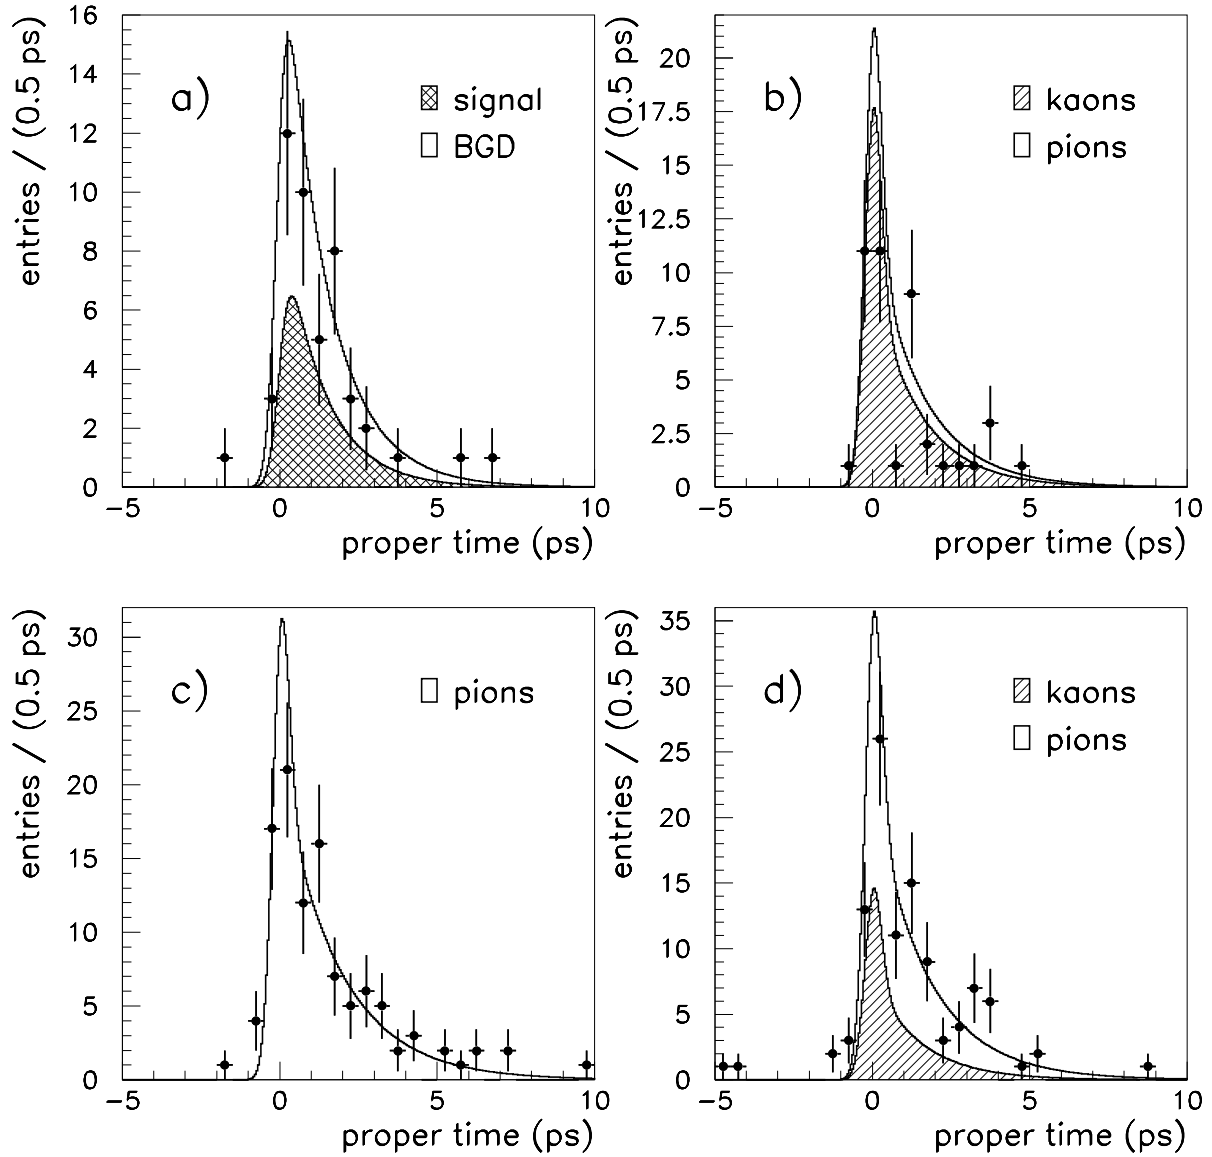 entries / (0.5 ps)
16
14
12
10
8
6
4
2
0
a)
signal
BGD
−5 0 5 10
proper time (ps)
entries / (0.5 ps)
20
17.5
15
12.5
10
7.5
5
2.5
0
b)
kaons
pions
−5 0 5 10
proper time (ps)
entries / (0.5 ps)
30
25
20
15
10
5
0
c)
pions
−5 0 5 10
proper time (ps)
entries / (0.5 ps)
35
30
25
20
15
10
5
0
d)
kaons
pions
−5 0 5 10
proper time (ps)